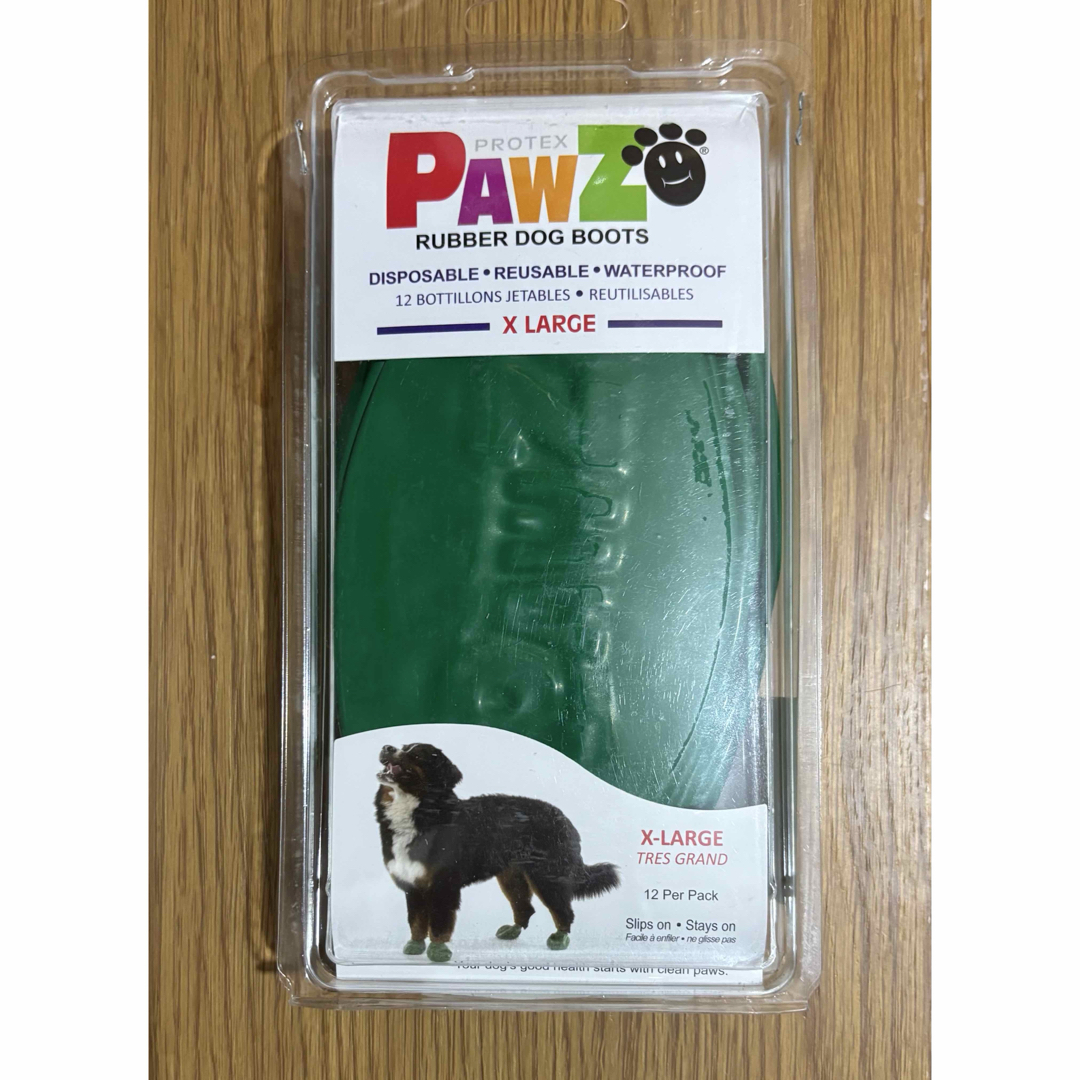 PROTEX
PAWZ®
RUBBER DOG BOOTS
DISPOSABLE • REUSABLE • WATERPROOF
12 BOTTILLONS JETABLES • REUTILISABLES
X LARGE
X-LARGE
TRES GRAND
12 Per Pack
Slips on • Stays on
Facile à enfiler • ne glisse pas
Your dog's good health starts with clean paws.